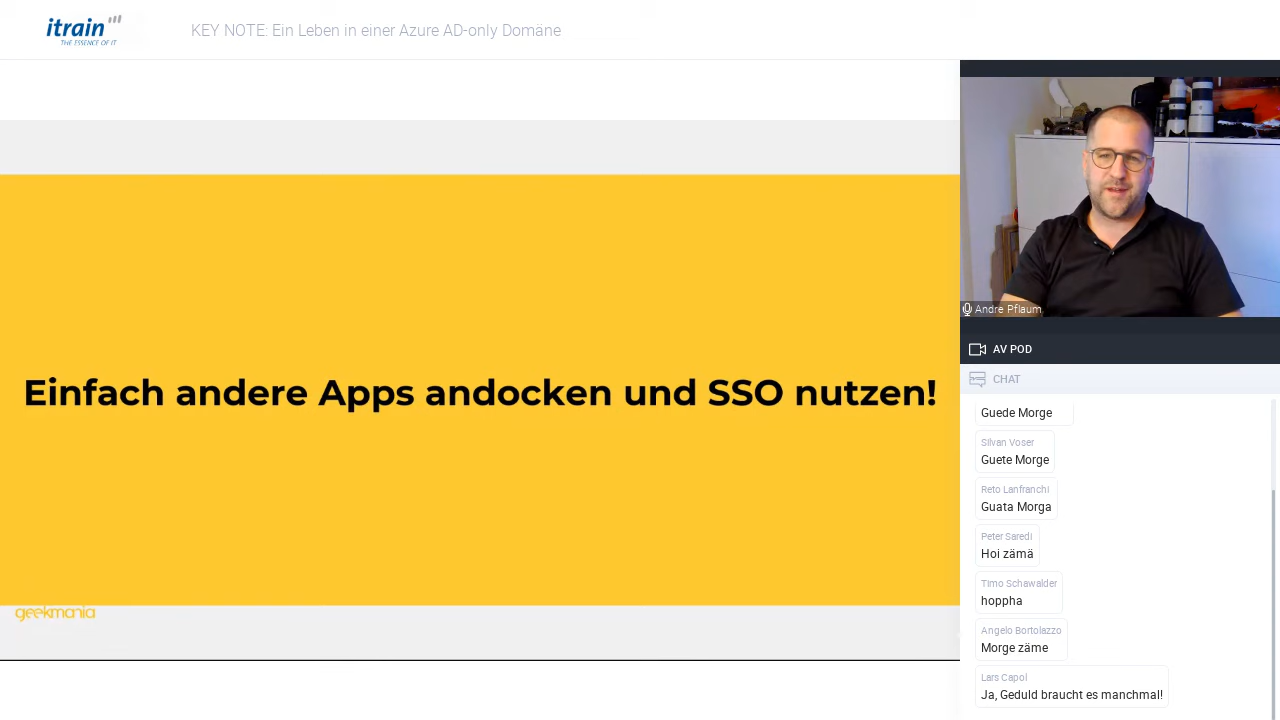 itrain
THE ESSENCE OF IT
KEY NOTE: Ein Leben in einer Azure AD-only Domäne
Einfach andere Apps andocken und SSO nutzen!
geekmania
Andre Pflaum
AV POD
CHAT
Guede Morge
Silvan Voser
Guete Morge
Reto Lanfranchi
Guata Morga
Peter Saredi
Hoi zämä
Timo Schawalder
hoppha
Angelo Bortolazzo
Morge zäme
Lars Capol
Ja, Geduld braucht es manchmal!